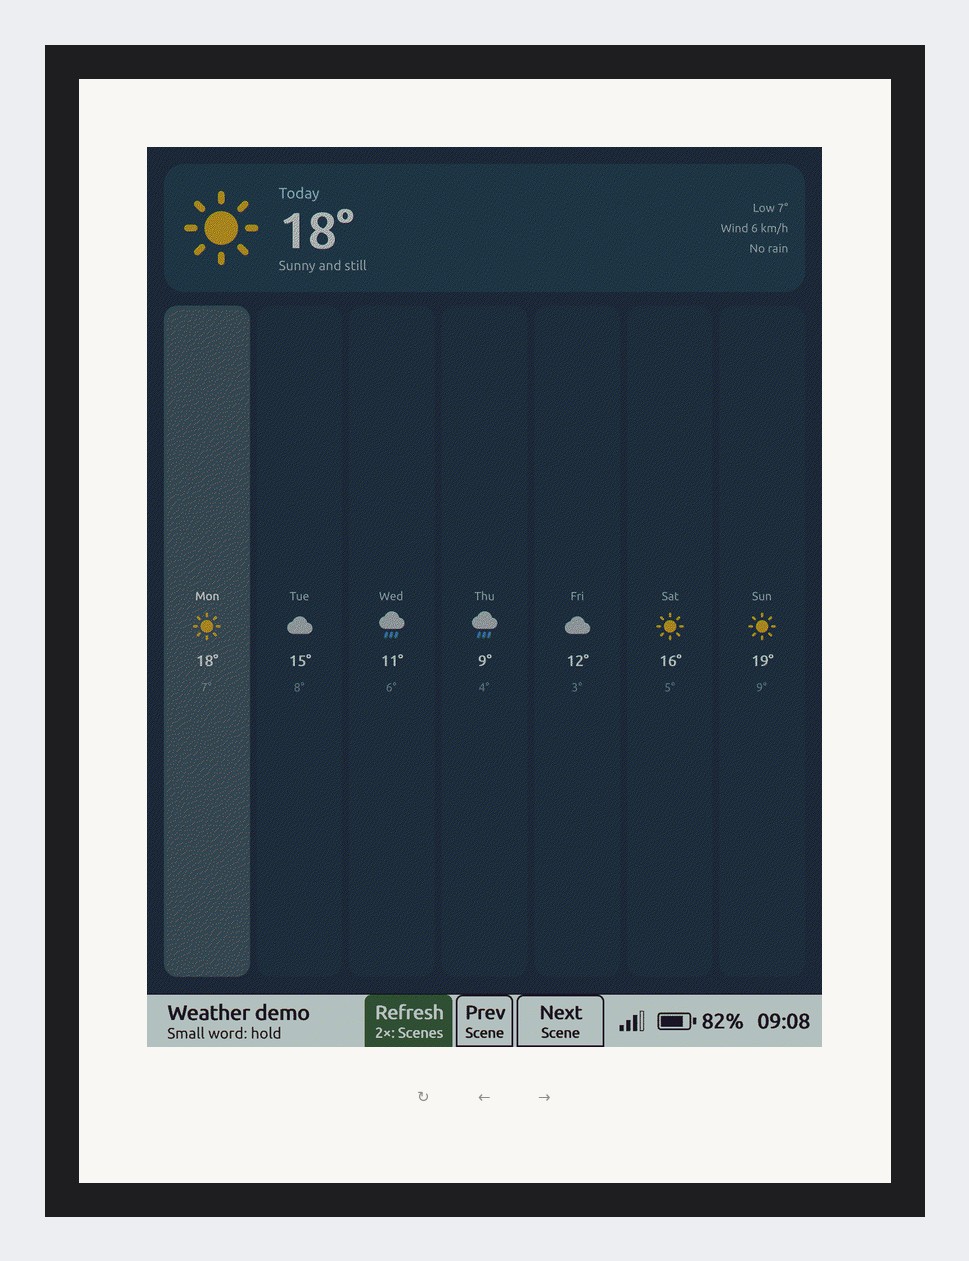 Today
18°
Sunny and still
Low 7°
Wind 6 km/h
No rain
Mon Tue Wed Thu Fri Sat Sun
18° 15° 11° 9° 12° 16° 19°
7° 8° 6° 4° 3° 5° 9°
Weather demo
Small word: hold
Refresh
2×: Scenes
Prev
Scene
Next
Scene
82% 09:08
↻ ← →